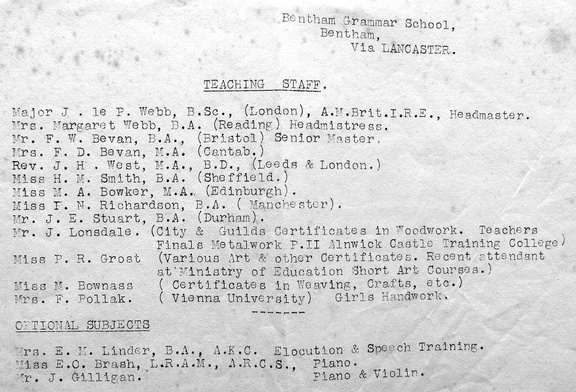 Bentham Grammar School,
Bentham,
Via LANCASTER.
TEACHING STAFF.
Major J . le P. Webb, B.Sc., (London), A.M.Brit.I.R.E., Headmaster.
Mrs. Margaret Webb, B.A. (Reading) Headmistress.
Mr. F. W. Bevan, B.A., (Bristol) Senior Master.
Mrs. F. D. Bevan, M.A. (Cantab.)
Rev. J. H . West, M.A., B.D., (Leeds & London.)
Miss H. M. Smith, B.A. (Sheffield.)
Miss M. A. Bowker, M.A. (Edinburgh).
Miss F. N. Richardson, B.A. ( Manchester).
Mr. J. E. Stuart, B.A. (Durham).
Mr. J. Lonsdale. (City & Guilds Certificates in Woodwork. Teachers
Finals Metalwork P.II Alnwick Castle Training College)
Miss P. R. Grost (Various Art & other Certificates. Recent attendant
at Ministry of Education Short Art Courses.)
Miss M. Bownass ( Certificates in Weaving, Crafts, etc.)
Mrs. F. Pollak. ( Vienna University) Girls Handwork.
-------
OPTIONAL SUBJECTS
Mrs. E. M. Linder, B.A., A.K.C. Elocution & Speech Training.
Miss E.O. Brash, L.R.A.M., A.R.C.S., Piano.
Mr. J. Gilligan. Piano & Violin.